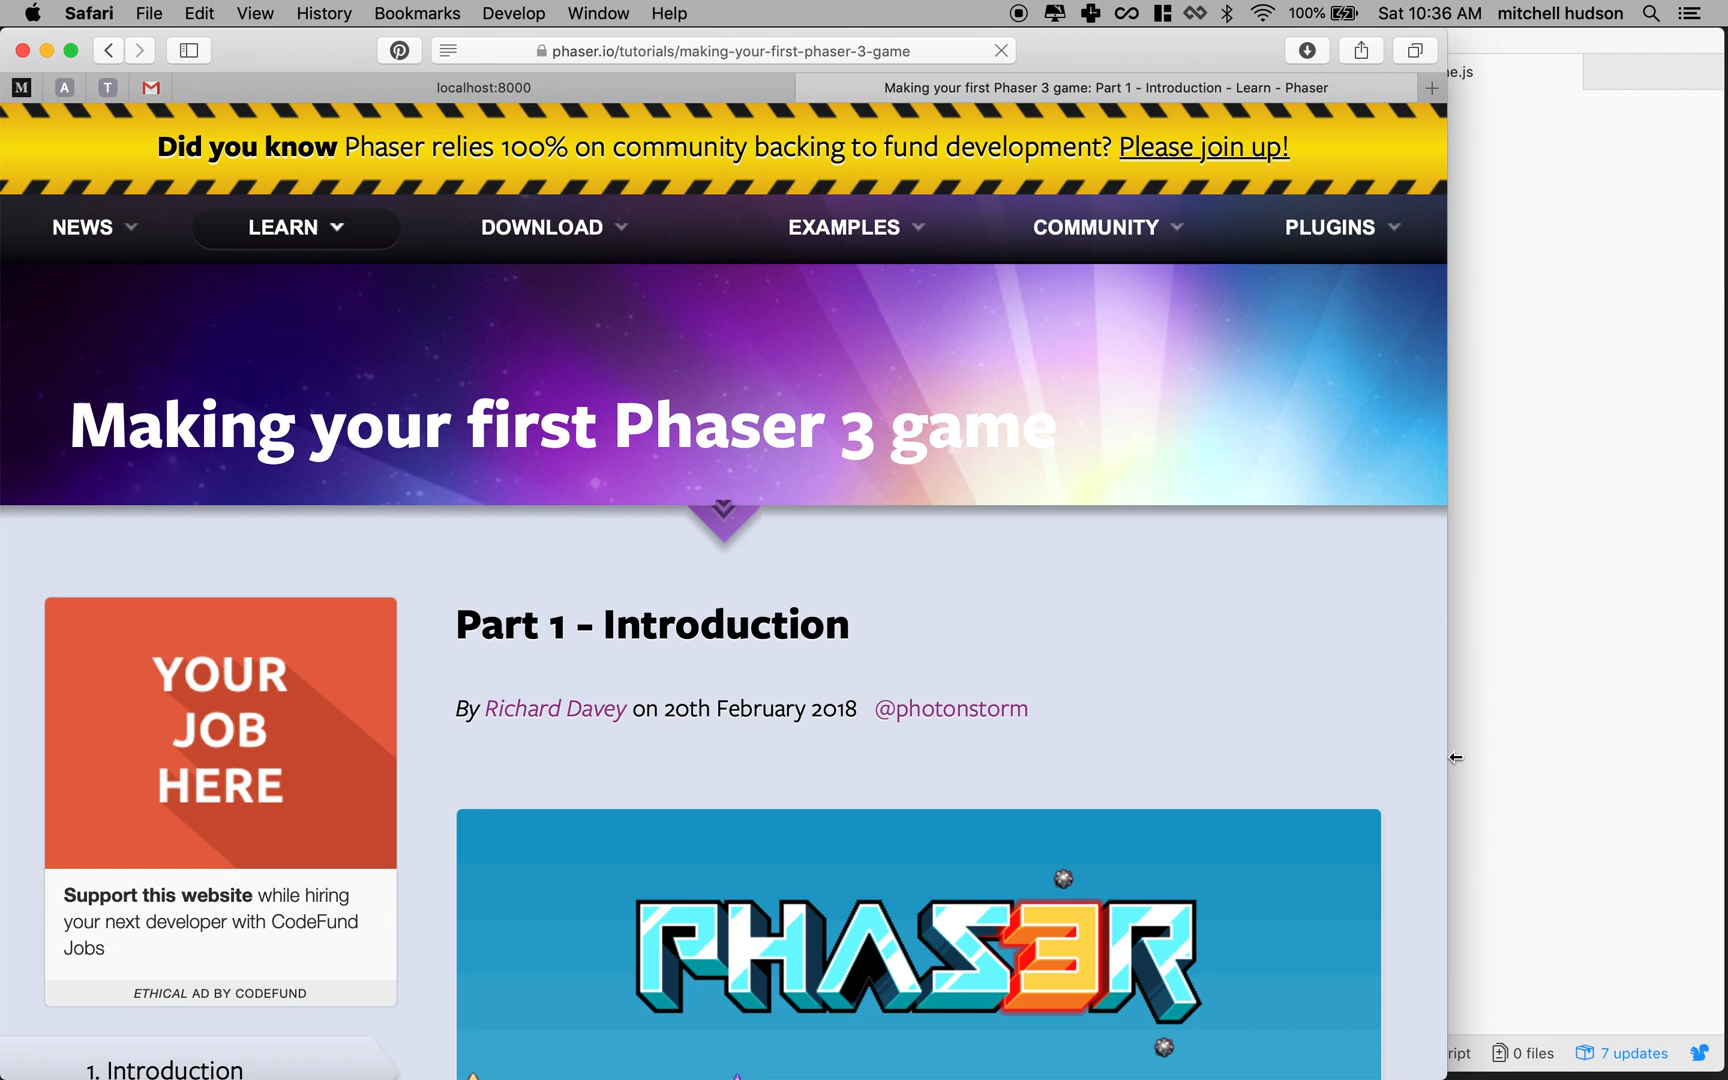 Safari File Edit View History Bookmarks Develop Window Help 100% Sat 10:36 AM mitchell hudson
phaser.io/tutorials/making-your-first-phaser-3-game
e.js
M A T localhost:8000 Making your first Phaser 3 game: Part 1 - Introduction - Learn - Phaser
Did you know Phaser relies 100% on community backing to fund development? Please join up!
NEWS LEARN DOWNLOAD EXAMPLES COMMUNITY PLUGINS
Making your first Phaser 3 game
Part 1 - Introduction
By Richard Davey on 20th February 2018 @photonstorm
YOUR
JOB
HERE
Support this website while hiring
your next developer with CodeFund
Jobs
ETHICAL AD BY CODEFUND
PHAS3R
1. Introduction
ript 0 files 7 updates